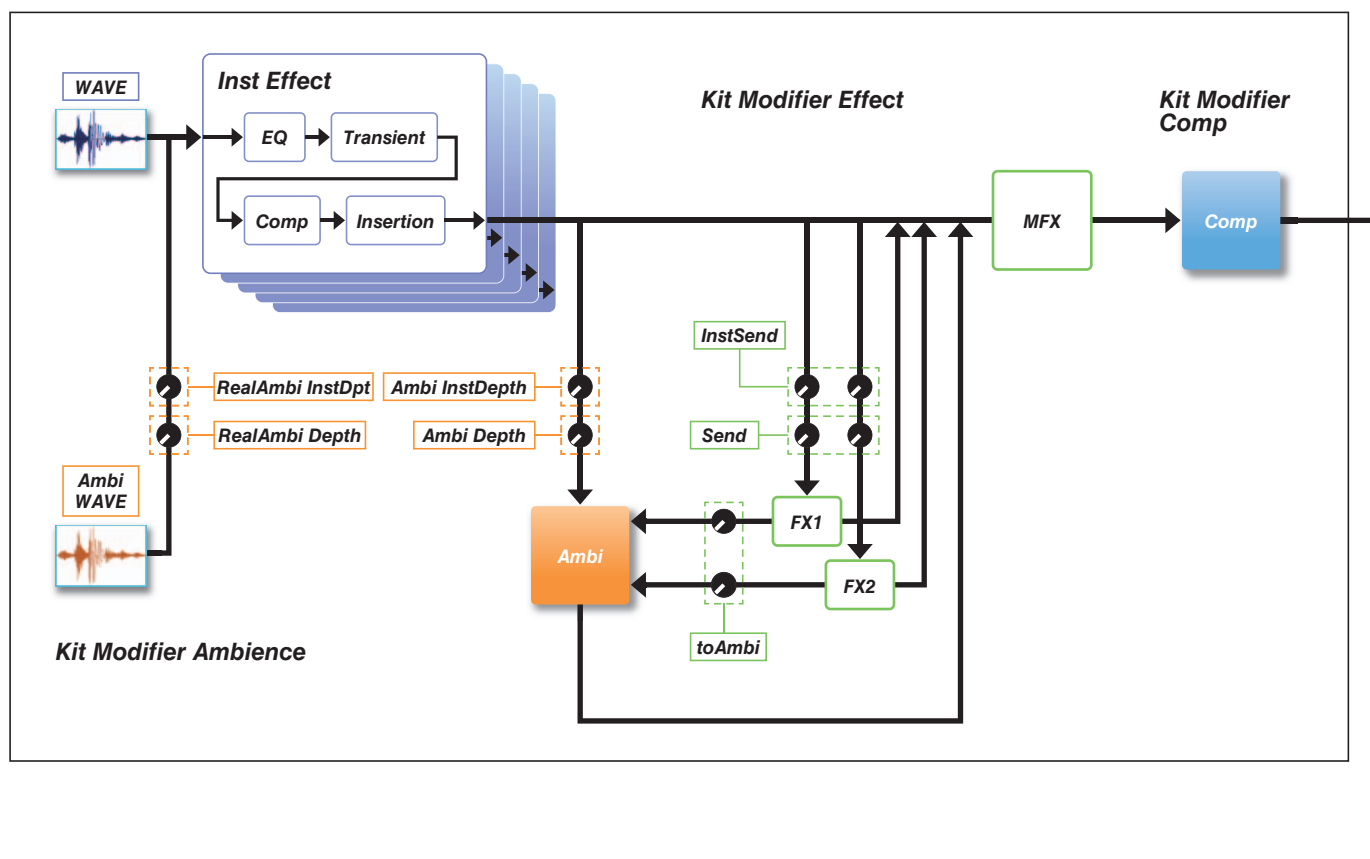 WAVE
Inst Effect
Kit Modifier Effect
Kit Modifier
Comp
EQ
Transient
Comp
Insertion
MFX
Comp
InstSend
RealAmbi InstDpt
Ambi InstDepth
RealAmbi Depth
Ambi Depth
Send
Ambi
WAVE
FX1
Ambi
FX2
toAmbi
Kit Modifier Ambience